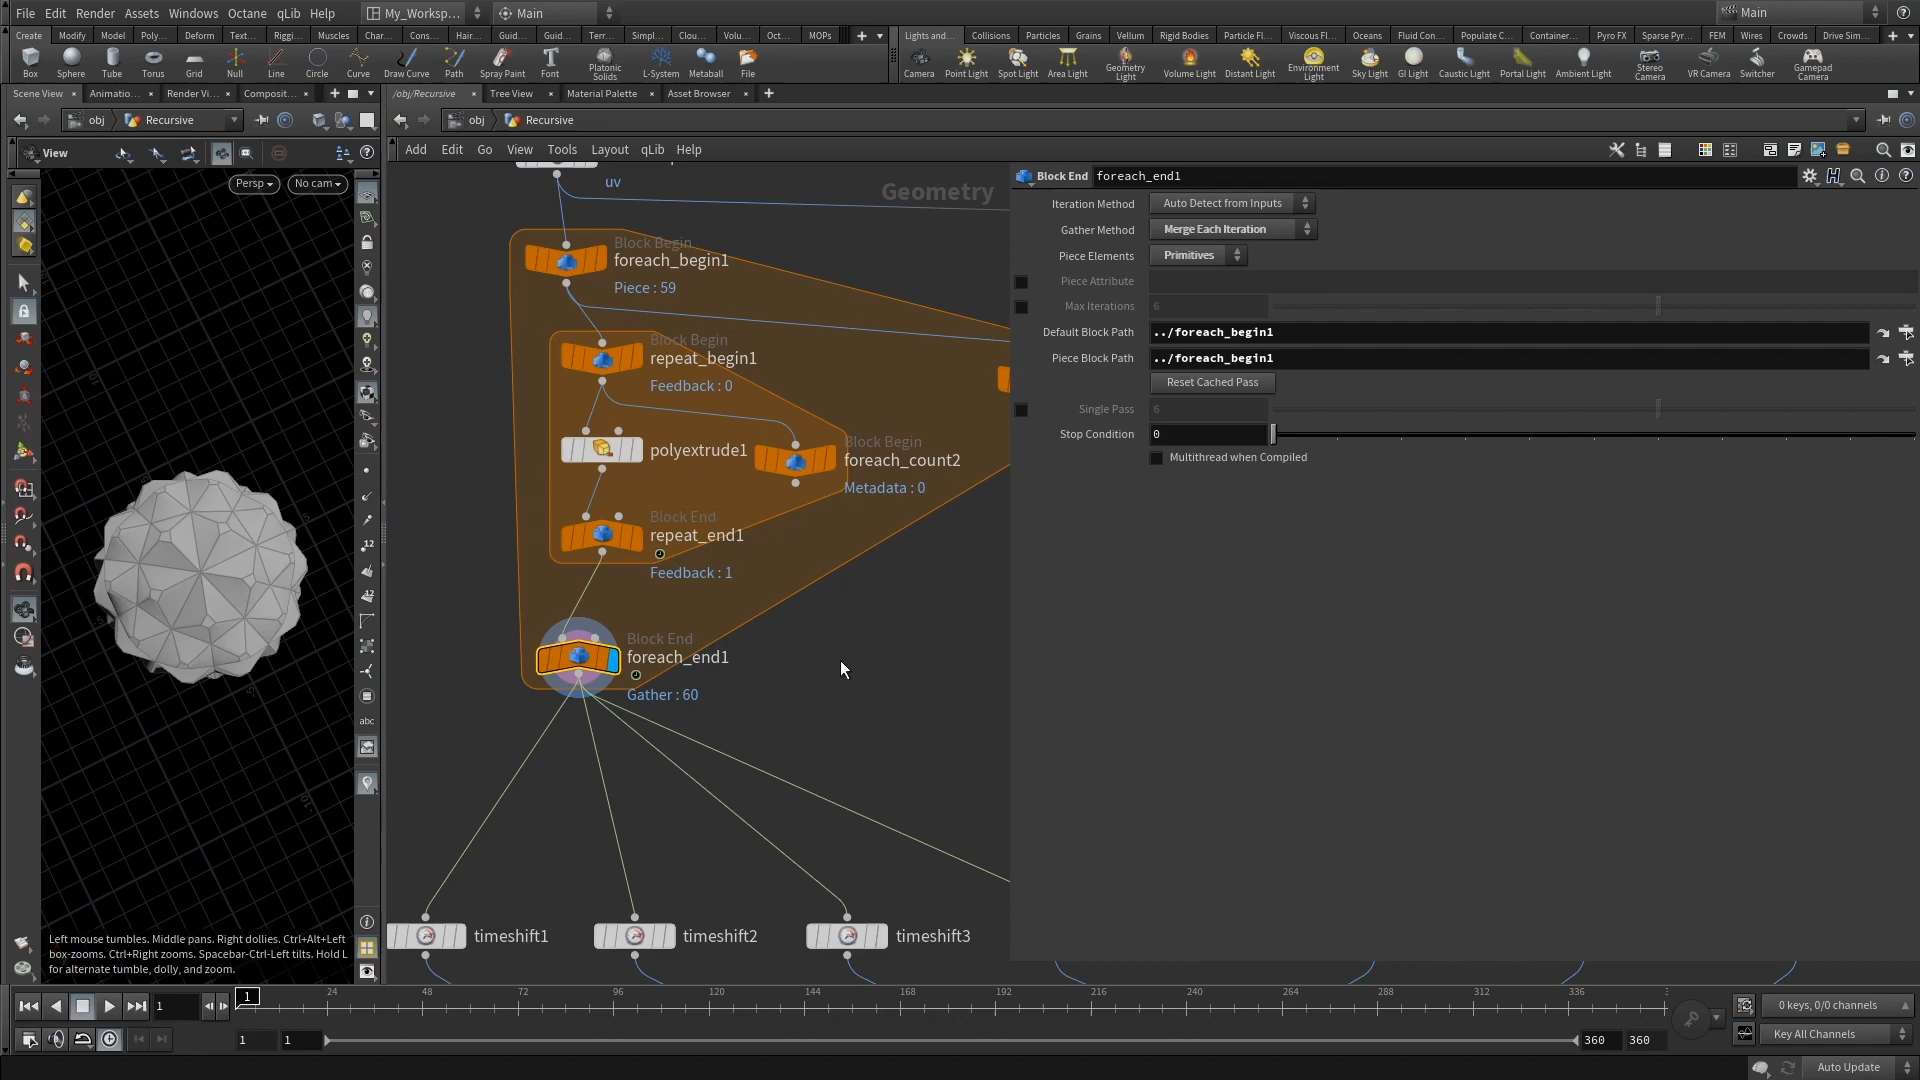 File Edit Render Assets Windows Octane qLib Help My_Worksp... Main Main
Create Modify Model Poly... Deform Text... Riggi... Muscles Char... Cons... Hair... Guid... Guid... Terr... Simpl... Clou... Volu... Oct... MOPs Lights and... Collisions Particles Grains Vellum Rigid Bodies Particle Fl... Viscous Fl... Oceans Fluid Con... Populate C... Container... Pyro FX Sparse Pyr... FEM Wires Crowds Drive Sim...
Box Sphere Tube Torus Grid Null Line Circle Curve Draw Curve Path Spray Paint Font Platonic Solids L-System Metaball File Camera Point Light Spot Light Area Light Geometry Light Volume Light Distant Light Environment Light Sky Light GI Light Caustic Light Portal Light Ambient Light Stereo Camera VR Camera Switcher Gamepad Camera
Scene View Animatio... Render Vi... Composit... /obj/Recursive Tree View Material Palette Asset Browser
obj Recursive obj Recursive
View Add Edit Go View Tools Layout qLib Help
Persp No cam
uv
Geometry
Block End foreach_end1
Iteration Method Auto Detect from Inputs
Gather Method Merge Each Iteration
Piece Elements Primitives
Piece Attribute
Max Iterations 6
Default Block Path ../foreach_begin1
Piece Block Path ../foreach_begin1
Reset Cached Pass
Single Pass 6
Stop Condition 0
Multithread when Compiled
Block Begin
foreach_begin1
Piece : 59
Block Begin
repeat_begin1
Feedback : 0
polyextrude1
Block Begin
foreach_count2
Metadata : 0
Block End
repeat_end1
Feedback : 1
Block End
foreach_end1
Gather : 60
timeshift1 timeshift2 timeshift3
12
12
abc
Left mouse tumbles. Middle pans. Right dollies. Ctrl+Alt+Left
box-zooms. Ctrl+Right zooms. Spacebar-Ctrl-Left tilts. Hold L
for alternate tumble, dolly, and zoom.
1 1 24 48 72 96 120 144 168 192 216 240 264 288 312 336 0 keys, 0/0 channels
1 1 360 360 Key All Channels
Auto Update